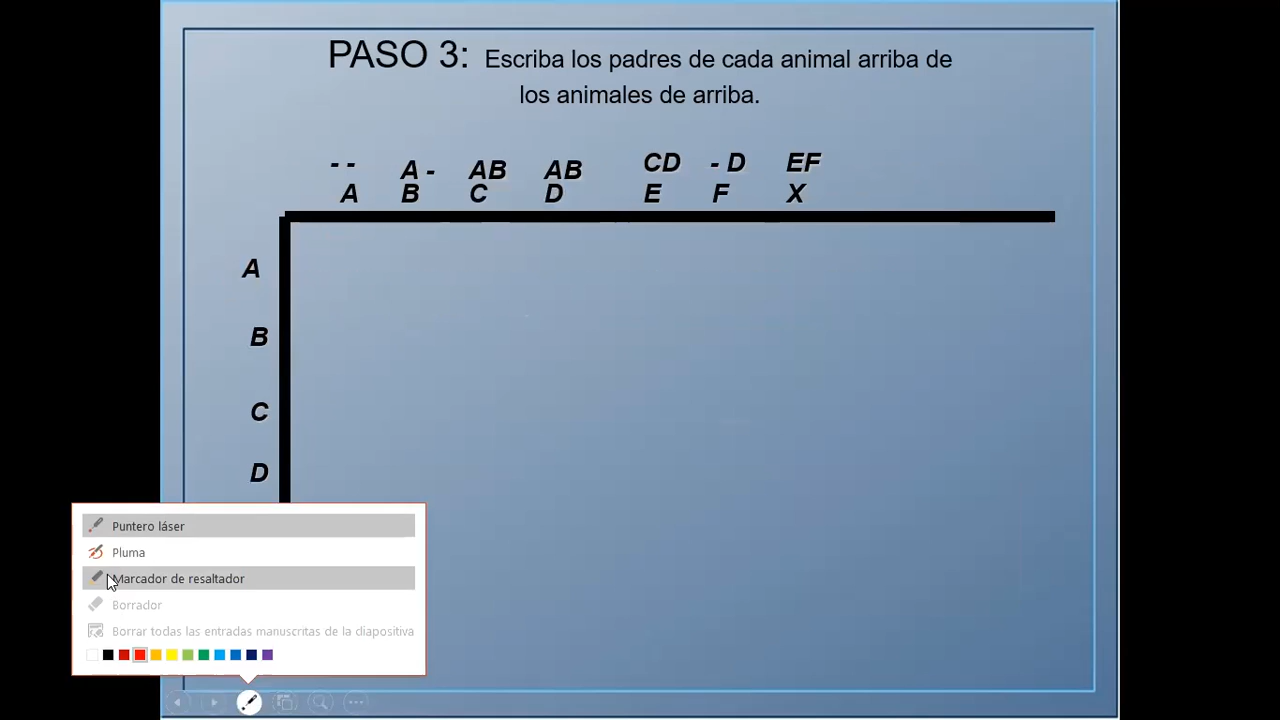 PASO 3: Escriba los padres de cada animal arriba de
los animales de arriba.
- - A - AB AB CD - D EF
A B C D E F X
A
B
C
D
Puntero láser
Pluma
Marcador de resaltador
Borrador
Borrar todas las entradas manuscritas de la diapositiva